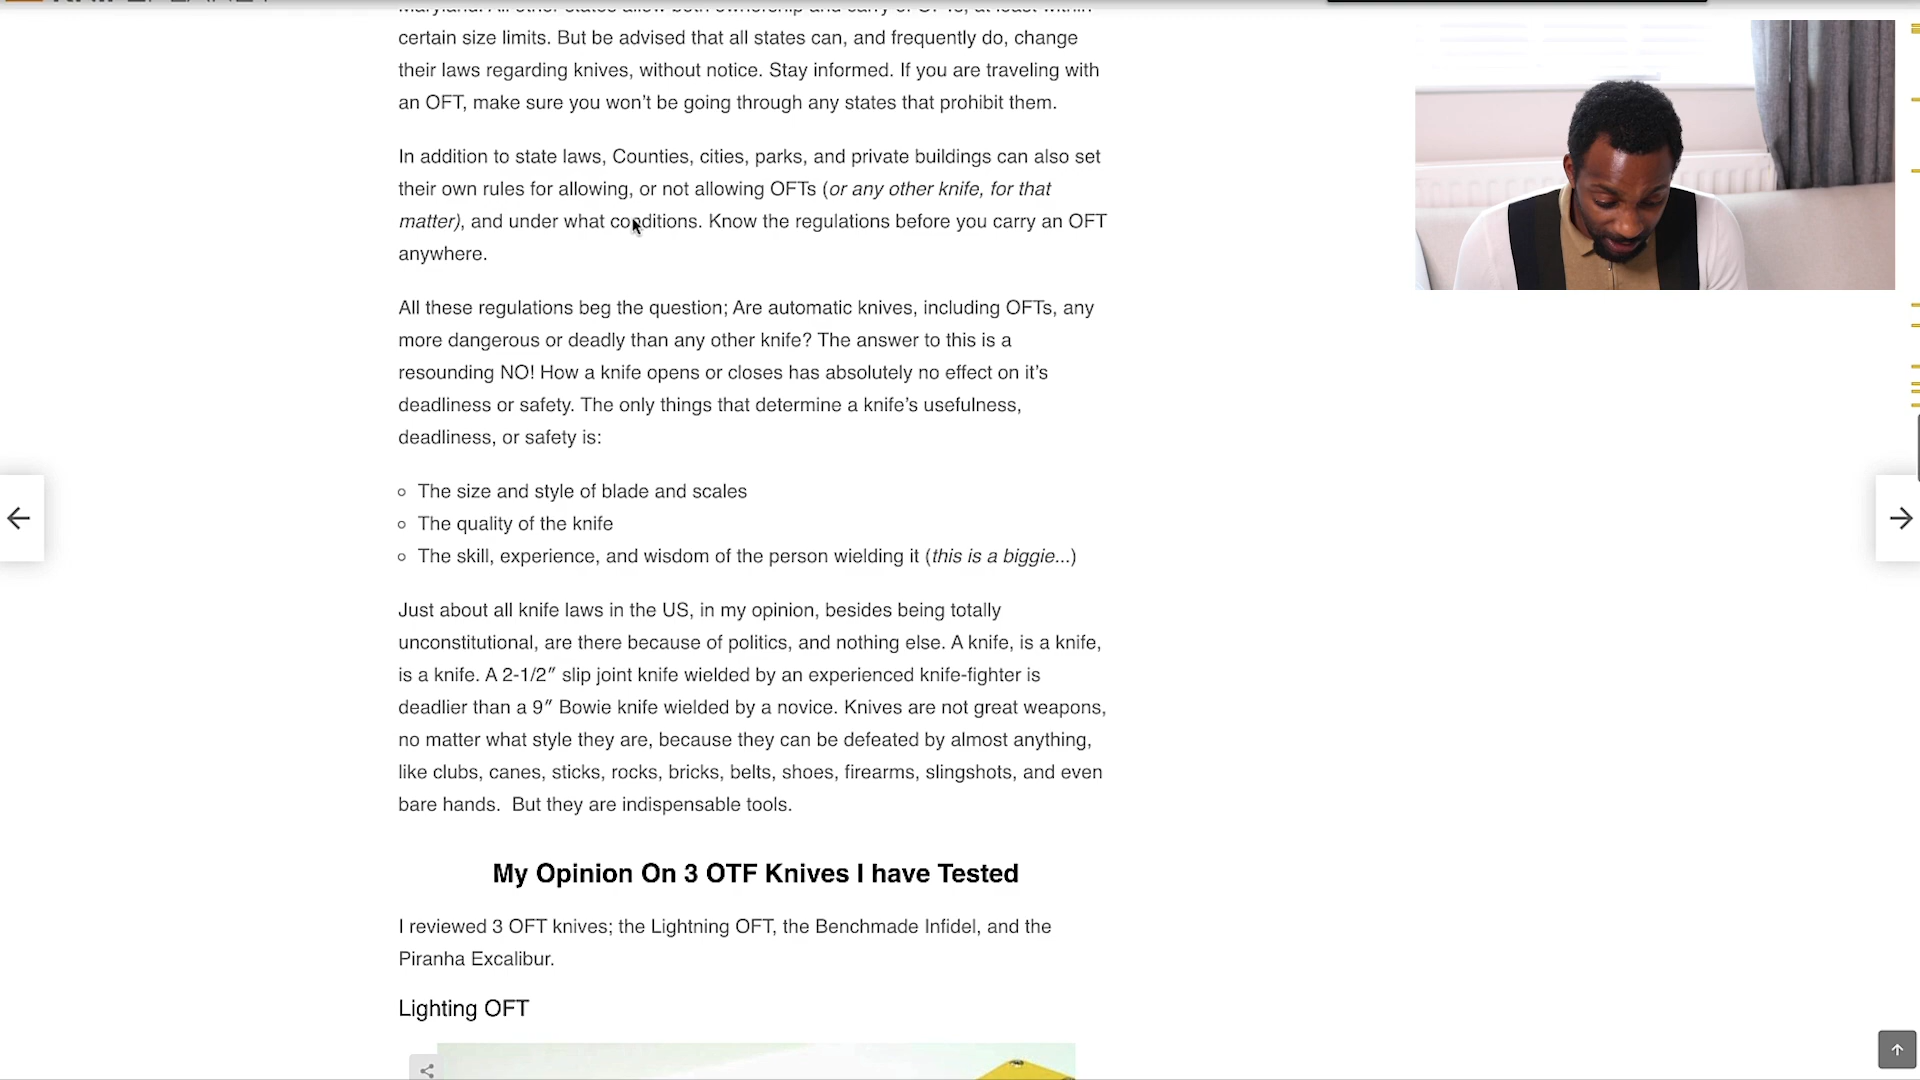 certain size limits. But be advised that all states can, and frequently do, change
their laws regarding knives, without notice. Stay informed. If you are traveling with
an OFT, make sure you won't be going through any states that prohibit them.
In addition to state laws, Counties, cities, parks, and private buildings can also set
their own rules for allowing, or not allowing OFTs (or any other knife, for that
matter), and under what conditions. Know the regulations before you carry an OFT
anywhere.
All these regulations beg the question; Are automatic knives, including OFTs, any
more dangerous or deadly than any other knife? The answer to this is a
resounding NO! How a knife opens or closes has absolutely no effect on it's
deadliness or safety. The only things that determine a knife's usefulness,
deadliness, or safety is:
The size and style of blade and scales
The quality of the knife
The skill, experience, and wisdom of the person wielding it (this is a biggie...)
Just about all knife laws in the US, in my opinion, besides being totally
unconstitutional, are there because of politics, and nothing else. A knife, is a knife,
is a knife. A 2-1/2″ slip joint knife wielded by an experienced knife-fighter is
deadlier than a 9″ Bowie knife wielded by a novice. Knives are not great weapons,
no matter what style they are, because they can be defeated by almost anything,
like clubs, canes, sticks, rocks, bricks, belts, shoes, firearms, slingshots, and even
bare hands.  But they are indispensable tools.
My Opinion On 3 OTF Knives I have Tested
I reviewed 3 OFT knives; the Lightning OFT, the Benchmade Infidel, and the
Piranha Excalibur.
Lighting OFT